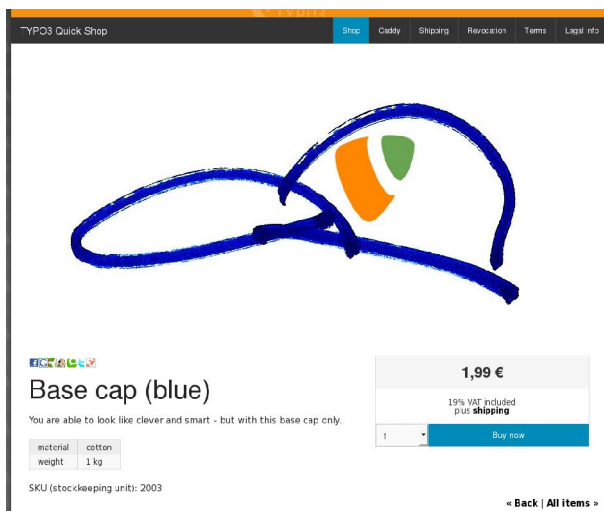 TYPO3
TYPO3 Quick Shop
Shop Caddy Shipping Revocation Terms Legal Info
1,99 €
Base cap (blue)
19% VAT included
plus shipping
You are able to look like clever and smart - but with this base cap only.
1 Buy now
material cotton
weight 1 kg
SKU (stockkeeping unit): 2003
« Back | All items »